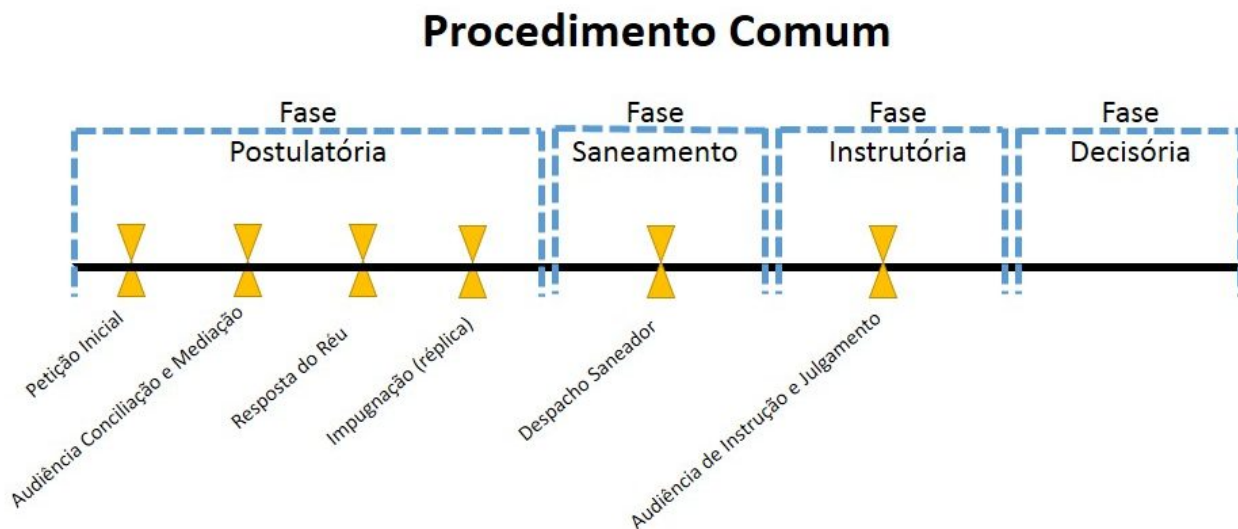 Procedimento Comum
Fase
Postulatória
Fase
Saneamento
Fase
Instrutória
Fase
Decisória
Petição Inicial
Audiência Conciliação e Mediação
Resposta do Réu
Impugnação (réplica)
Despacho Saneador
Audiência de Instrução e Julgamento